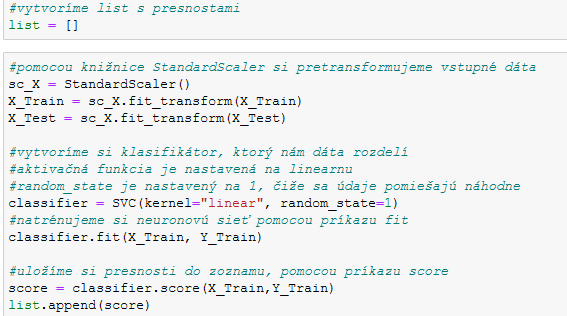 #vytvoríme list s presnostami
list = []
#pomocou knižnice StandardScaler si pretransformujeme vstupné dáta
sc_X = StandardScaler()
X_Train = sc_X.fit_transform(X_Train)
X_Test = sc_X.fit_transform(X_Test)
#vytvoríme si klasifikátor, ktorý nám dáta rozdelí
#aktivačná funkcia je nastavená na linearnu
#random_state je nastavený na 1, čiže sa údaje pomiešajú náhodne
classifier = SVC(kernel="linear", random_state=1)
#natrénujeme si neuronovú sieť pomocou príkazu fit
classifier.fit(X_Train, Y_Train)
#uložíme si presnosti do zoznamu, pomocou príkazu score
score = classifier.score(X_Train,Y_Train)
list.append(score)